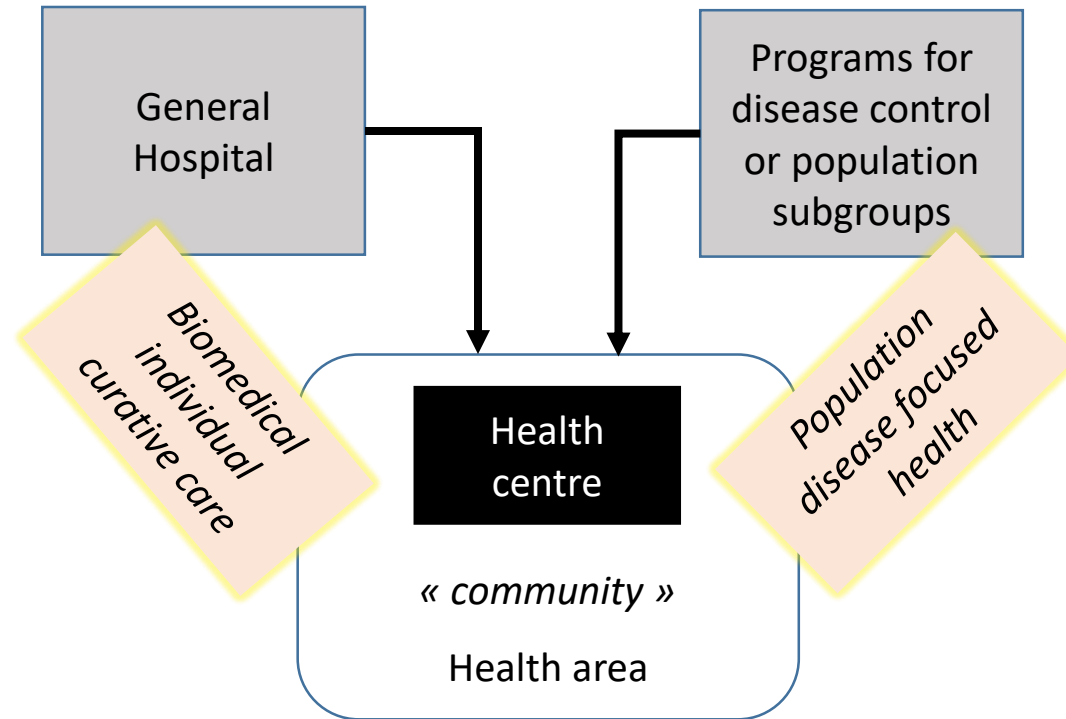 General
Hospital
Programs for
disease control
or population
subgroups
Biomedical
individual
curative care
Population
disease focused
health
Health
centre
« community »
Health area